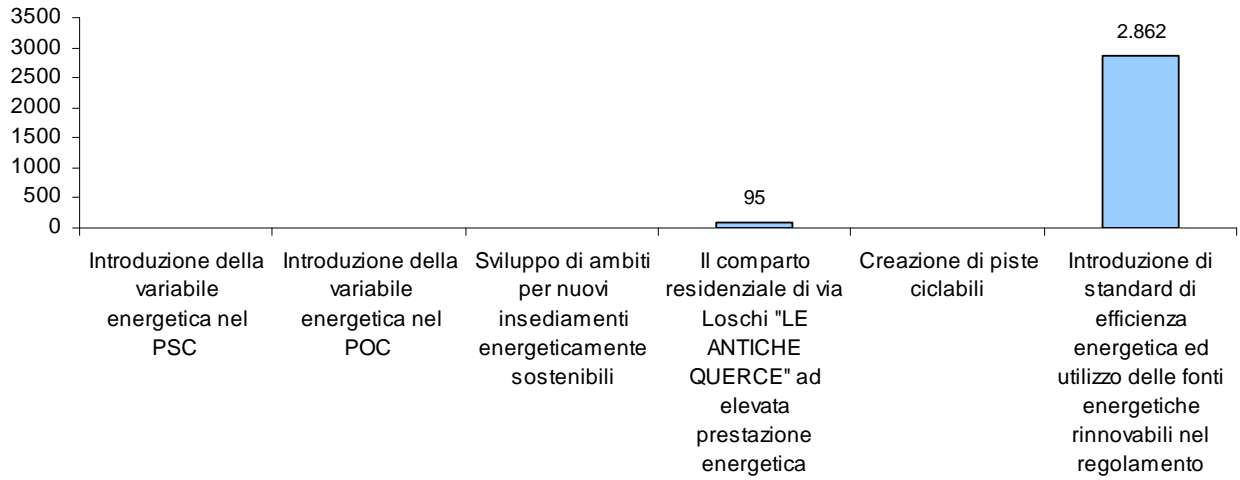 3500
3000
2500
2000
1500
1000
500
0
95
2.862
Introduzione della
variabile
energetica nel
PSC
Introduzione della
variabile
energetica nel
POC
Sviluppo di ambiti
per nuovi
insediamenti
energeticamente
sostenibili
Il comparto
residenziale di via
Loschi "LE
ANTICHE
QUERCE" ad
elevata
prestazione
energetica
Creazione di piste
ciclabili
Introduzione di
standard di
efficienza
energetica ed
utilizzo delle fonti
energetiche
rinnovabili nel
regolamento